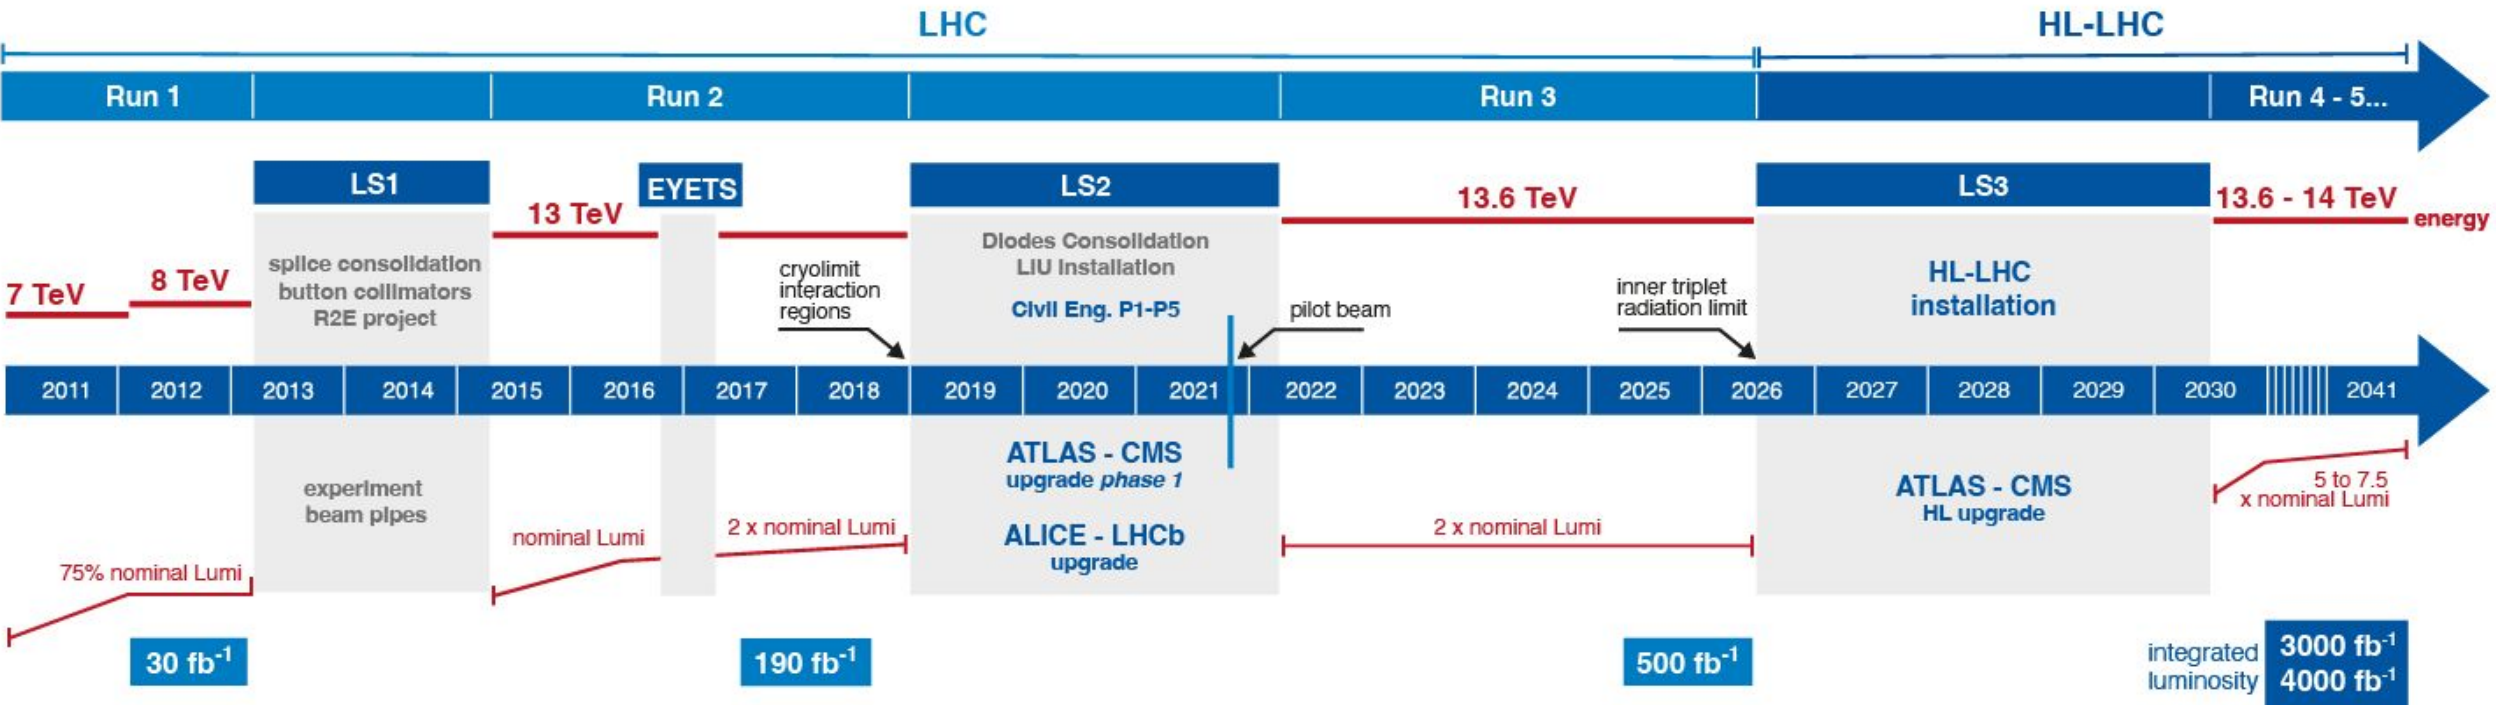 LHC
HL-LHC
Run 1
Run 2
Run 3
Run 4 - 5...
LS1
EYETS
LS2
LS3
13 TeV
13.6 TeV
13.6 - 14 TeV
energy
7 TeV
8 TeV
splice consolidation
button collimators
R2E project
cryolimit
interaction
regions
Diodes Consolidation
LIU Installation
Civil Eng. P1-P5
pilot beam
inner triplet
radiation limit
HL-LHC
installation
2011
2012
2013
2014
2015
2016
2017
2018
2019
2020
2021
2022
2023
2024
2025
2026
2027
2028
2029
2030
2041
experiment
beam pipes
ATLAS - CMS
upgrade phase 1
ALICE - LHCb
upgrade
ATLAS - CMS
HL upgrade
5 to 7.5
x nominal Lumi
75% nominal Lumi
nominal Lumi
2 x nominal Lumi
2 x nominal Lumi
30 fb⁻¹
190 fb⁻¹
500 fb⁻¹
integrated
luminosity
3000 fb⁻¹
4000 fb⁻¹